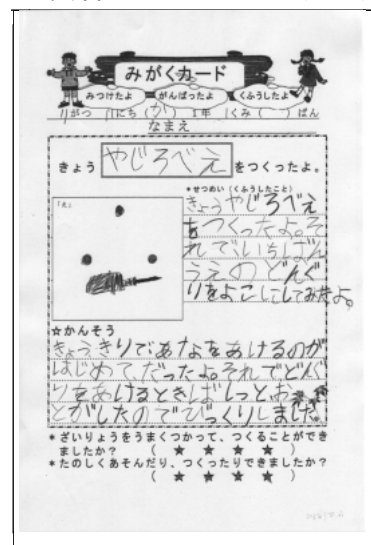 みがくカード
みつけたよ がんばったよ くふうしたよ
11がつ にち(か) 1年 1くみ( )ばん
なまえ
きょう やじろべえ をつくったよ。
*せつめい(くふうしたこと)
「え」
きょうやじろべえ
をつくったよ。そ
れで、いちばん
うえのどんぐ
りをよこにしてみたよ。
☆かんそう
きょう、きりで、あなをあけるのが
はじめてだったよ。それでどんぐ
りをあけるときばしっとお
とがしたのでびっくりしました。
*ざいりょうをうまくつかって、つくることができ
ましたか? (★ ★ ★ ★)
*たのしくあそんだり、つくったりできましたか?
(★ ★ ★ ★)